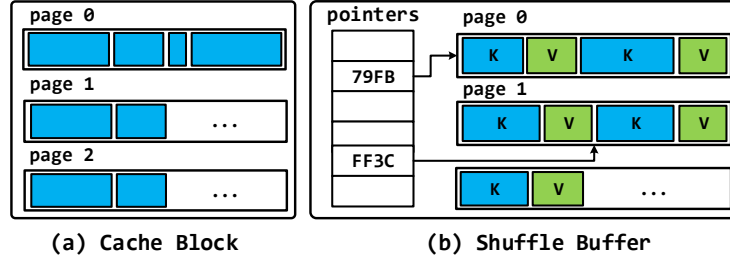 page 0
page 1
...
page 2
...
(a) Cache Block
pointers
79FB
FF3C
page 0
K V K V
page 1
K V K V
K V ...
(b) Shuffle Buffer